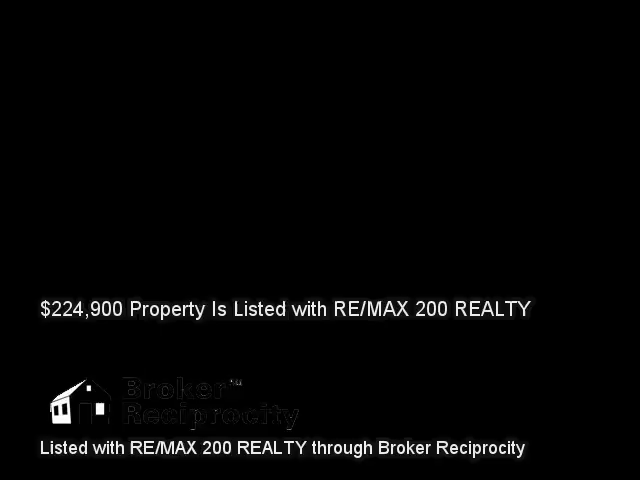 $224,900 Property Is Listed with RE/MAX 200 REALTY
Broker™
Reciprocity
Listed with RE/MAX 200 REALTY through Broker Reciprocity